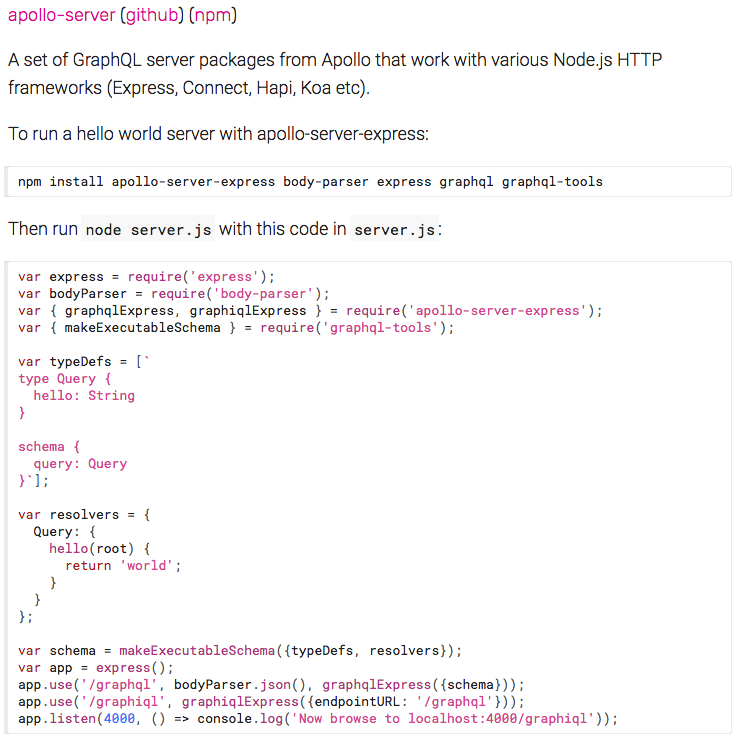 apollo-server (github) (npm)
A set of GraphQL server packages from Apollo that work with various Node.js HTTP
frameworks (Express, Connect, Hapi, Koa etc).
To run a hello world server with apollo-server-express:
npm install apollo-server-express body-parser express graphql graphql-tools
Then run node server.js with this code in server.js:
var express = require('express');
var bodyParser = require('body-parser');
var { graphqlExpress, graphiqlExpress } = require('apollo-server-express');
var { makeExecutableSchema } = require('graphql-tools');
var typeDefs = [`
type Query {
  hello: String
}
schema {
  query: Query
}`];
var resolvers = {
  Query: {
    hello(root) {
      return 'world';
    }
  }
};
var schema = makeExecutableSchema({typeDefs, resolvers});
var app = express();
app.use('/graphql', bodyParser.json(), graphqlExpress({schema}));
app.use('/graphiql', graphiqlExpress({endpointURL: '/graphql'}));
app.listen(4000, () => console.log('Now browse to localhost:4000/graphiql'));